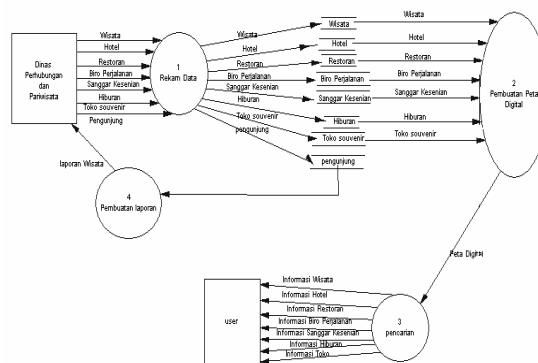 Dinas
Perhubungan
dan
Pariwisata
Wisata
Hotel
Restoran
Biro Perjalanan
Sanggar Kesenian
Hiburan
Toko souvenir
Pengunjung
1
Rekam Data
Wisata
Hotel
Restoran
Biro Perjalanan
Sanggar Kesenian
Hiburan
Toko souvenir
pengunjung
Wisata
Hotel
Restoran
Biro Perjalanan
Sanggar Kesenian
Hiburan
Toko souvenir
pengunjung
Wisata
Hotel
Restoran
Biro Perjalanan
Sanggar Kesenian
Hiburan
Toko souvenir
2
Pembuatan Peta
Digital
laporan Wisata
4
Pembuatan laporan
Peta Digital
user
Informasi Wisata
Informasi Hotel
Informasi Restoran
Informasi Biro Perjalanan
Informasi Sanggar Kesenian
Informasi Hiburan
Informasi Toko
3
pencarian